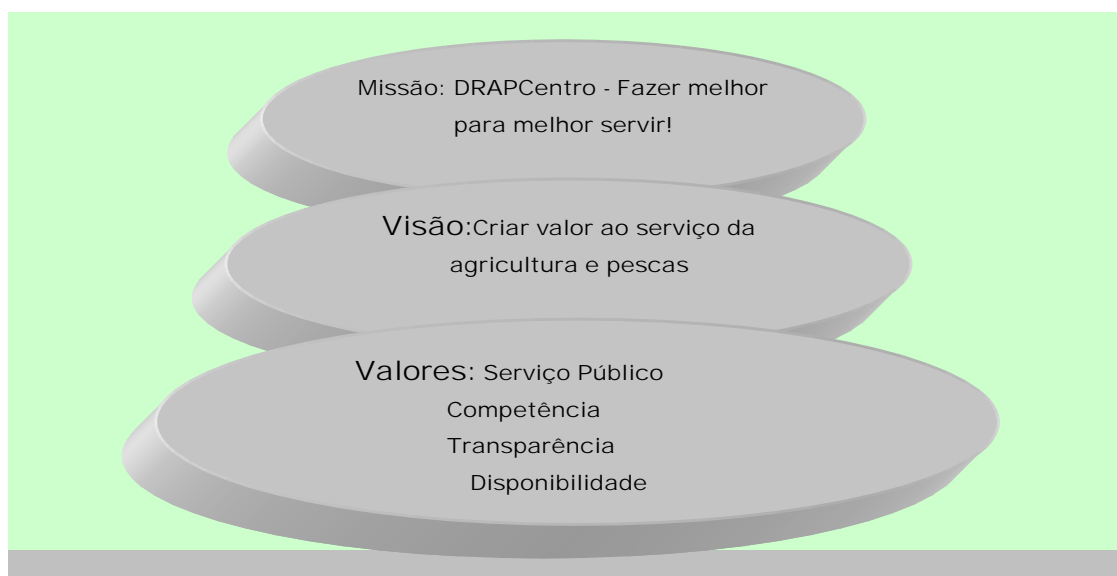 Missão: DRAPCentro - Fazer melhor
para melhor servir!
Visão:Criar valor ao serviço da
agricultura e pescas
Valores: Serviço Público
Competência
Transparência
Disponibilidade